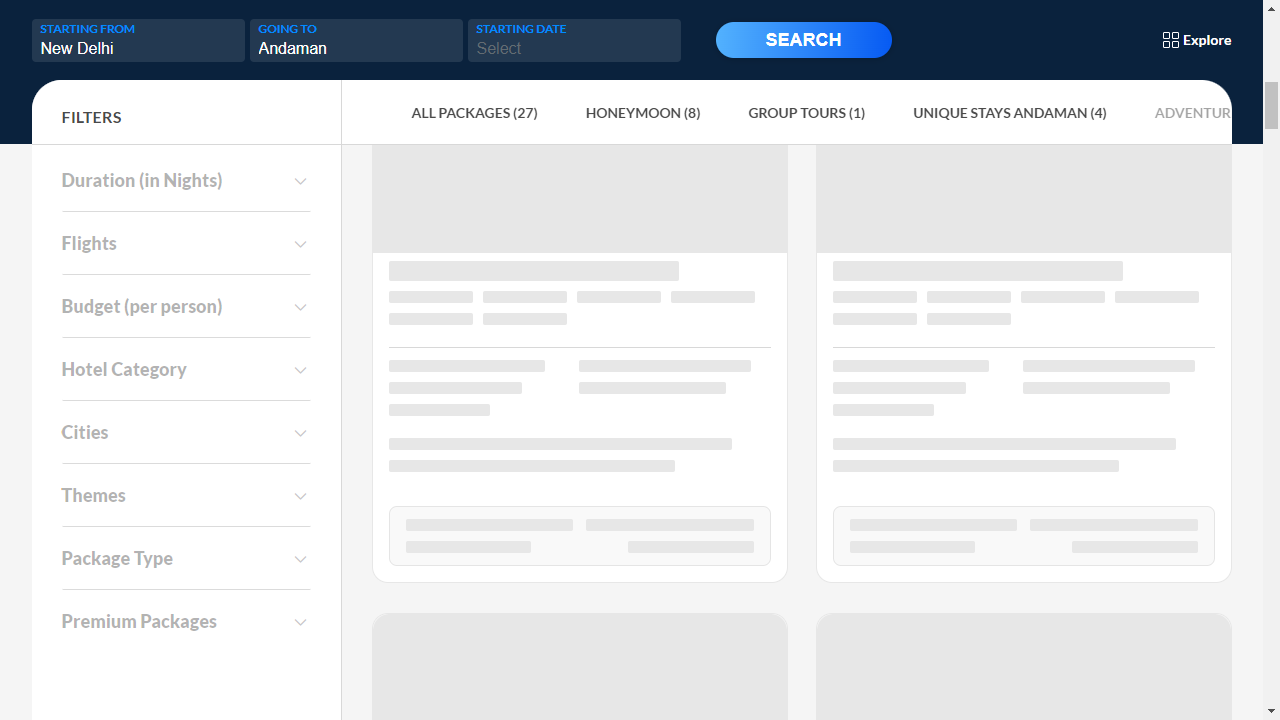 STARTING FROM
New Delhi
GOING TO
Andaman
STARTING DATE
Select
SEARCH
Explore
FILTERS
ALL PACKAGES (27)
HONEYMOON (8)
GROUP TOURS (1)
UNIQUE STAYS ANDAMAN (4)
ADVENTUR
Duration (in Nights)
Flights
Budget (per person)
Hotel Category
Cities
Themes
Package Type
Premium Packages